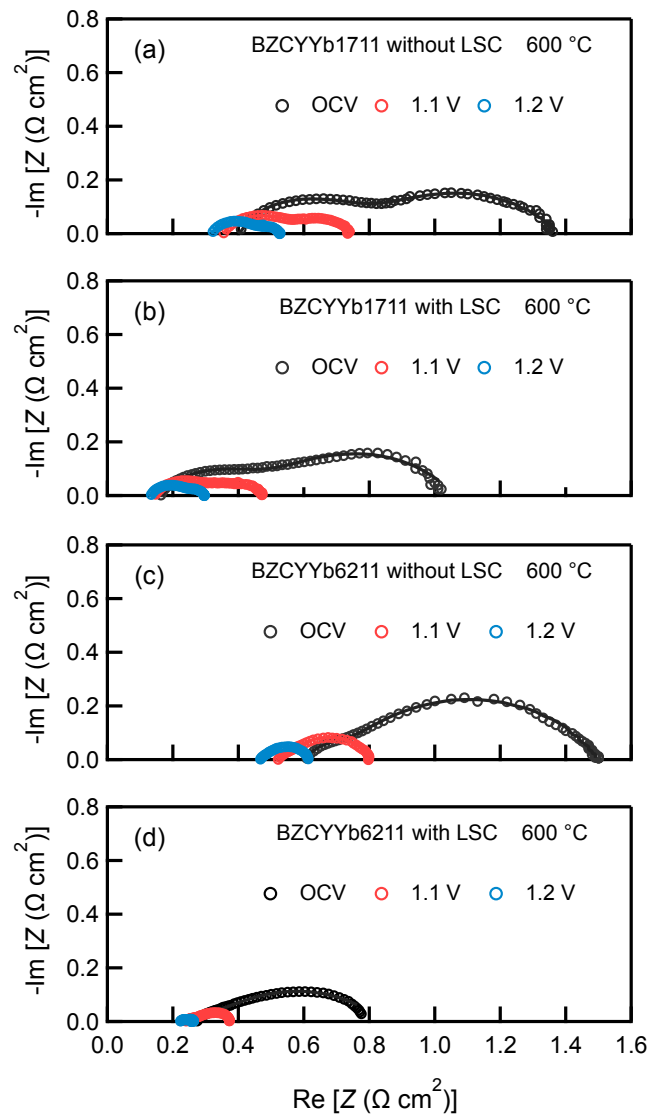 (a) BZCYYb1711 without LSC 600 °C
OCV 1.1 V 1.2 V
0.8
0.6
0.4
0.2
0.0
-Im [Z (Ω cm²)]
(b) BZCYYb1711 with LSC 600 °C
OCV 1.1 V 1.2 V
0.8
0.6
0.4
0.2
0.0
-Im [Z (Ω cm²)]
(c) BZCYYb6211 without LSC 600 °C
OCV 1.1 V 1.2 V
0.8
0.6
0.4
0.2
0.0
-Im [Z (Ω cm²)]
(d) BZCYYb6211 with LSC 600 °C
OCV 1.1 V 1.2 V
0.8
0.6
0.4
0.2
0.0
-Im [Z (Ω cm²)]
0.0 0.2 0.4 0.6 0.8 1.0 1.2 1.4 1.6
Re [Z (Ω cm²)]